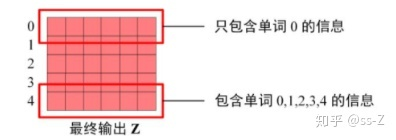 0 只包含单词 0 的信息
1
2
3
4 包含单词 0,1,2,3,4 的信息
最终输出 Z
知乎 @ss-Z